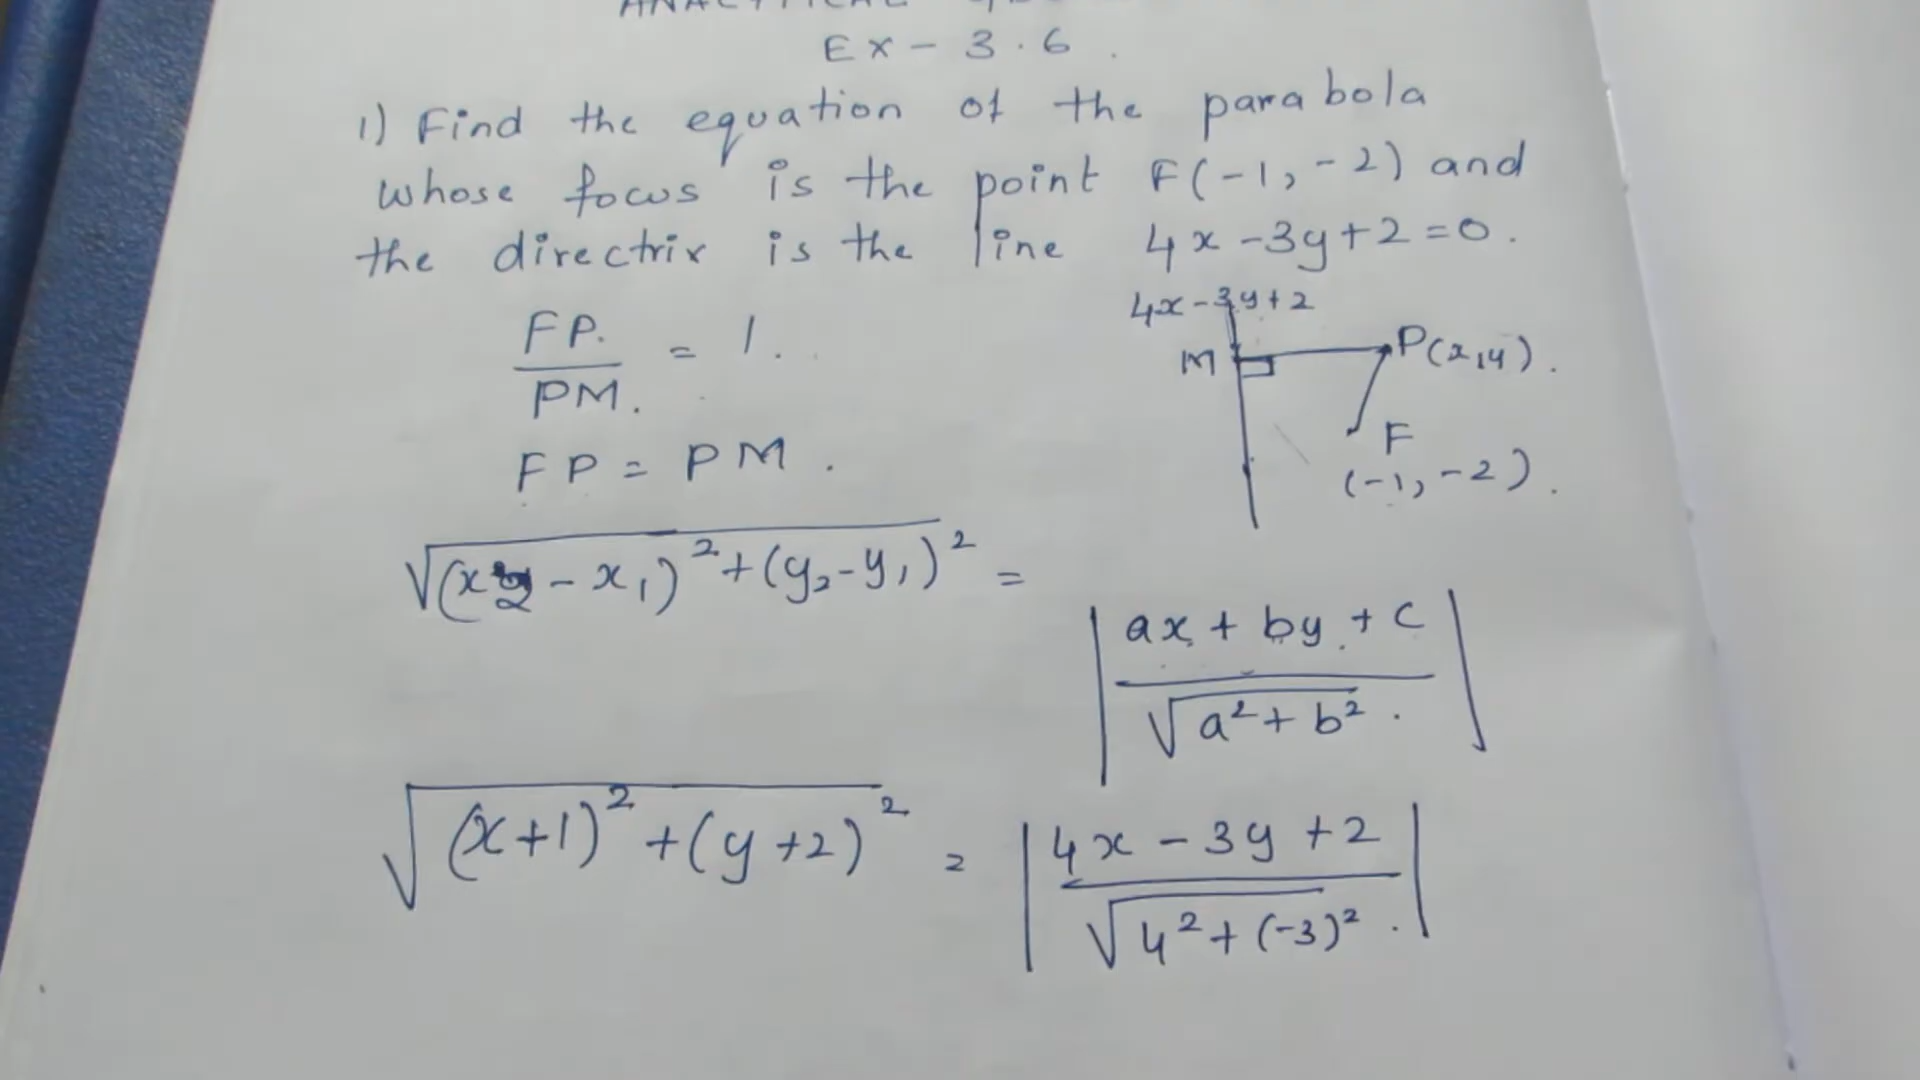 EX - 3.6.
1) Find the equation of the parabola
whose focus is the point F(-1, -2) and
the directrix is the line 4x - 3y + 2 = 0.
4x - 3y + 2
M
P(x, y).
F
(-1, -2).
FP. / PM. = 1.
FP = PM.
√((x2 - x₁)² + (y₂ - y₁)²) =
| ax + by + c / √(a² + b²). |
√((x+1)² + (y+2)²) = | 4x - 3y + 2 / √(4² + (-3)²). |